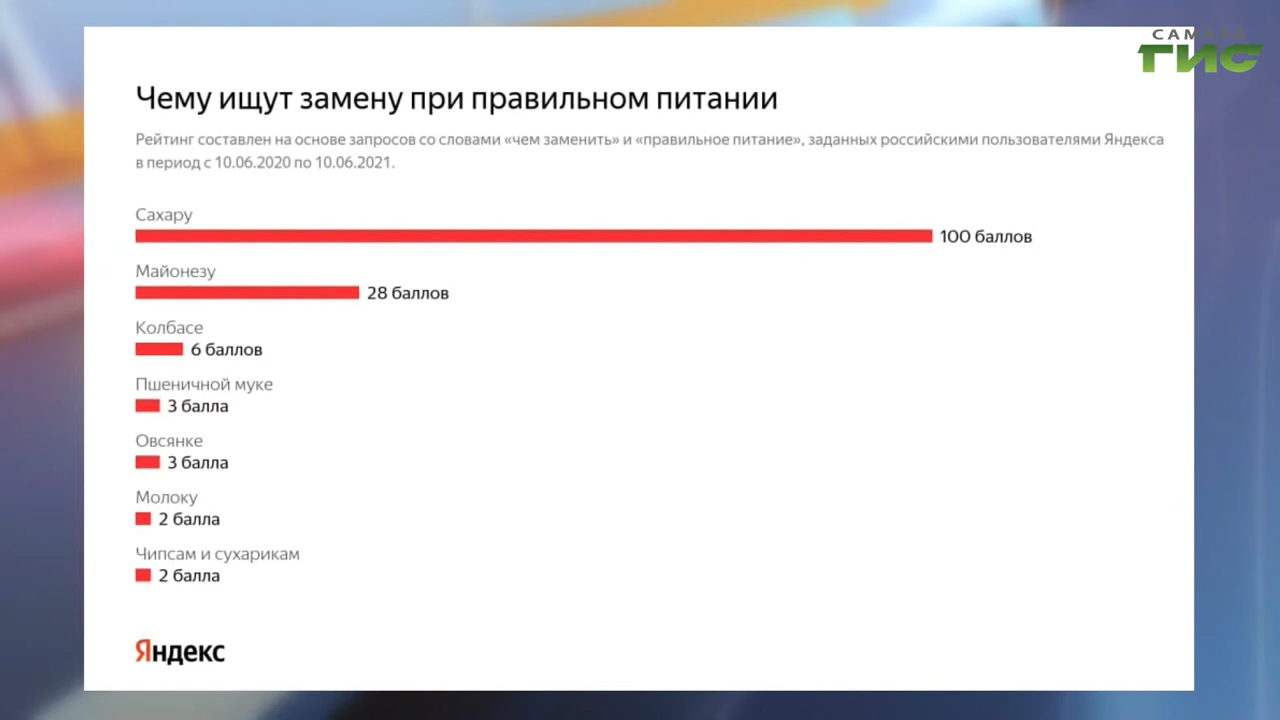 САМАРА
ГИС
Чему ищут замену при правильном питании
Рейтинг составлен на основе запросов со словами «чем заменить» и «правильное питание», заданных российскими пользователями Яндекса
в период с 10.06.2020 по 10.06.2021.
Сахару
100 баллов
Майонезу
28 баллов
Колбасе
6 баллов
Пшеничной муке
3 балла
Овсянке
3 балла
Молоку
2 балла
Чипсам и сухарикам
2 балла
Яндекс